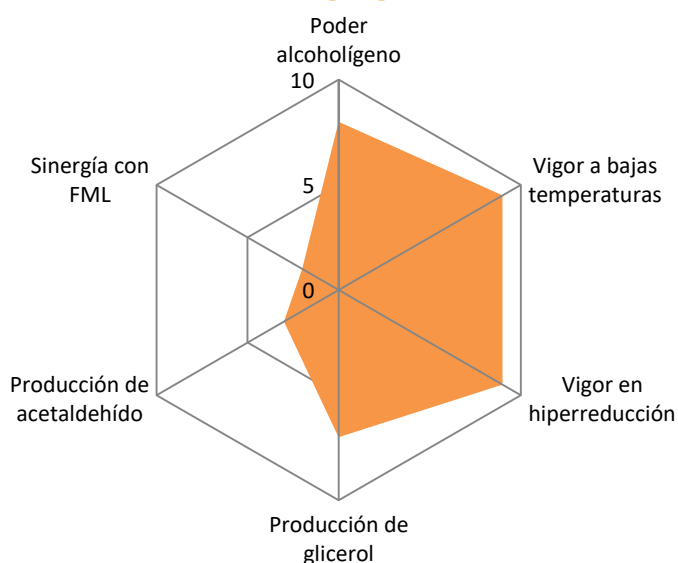 Poder
alcoholígeno
10
Sinergía con
FML
Vigor a bajas
temperaturas
5
0
Producción de
acetaldehído
Vigor en
hiperreducción
Producción de
glicerol